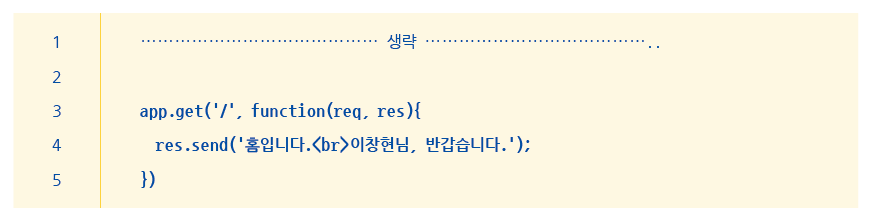 1 …………………………………… 생략 …………………………………..
2
3 app.get('/', function(req, res){
4 res.send('홈입니다.<br>이창현님, 반갑습니다.');
5 })